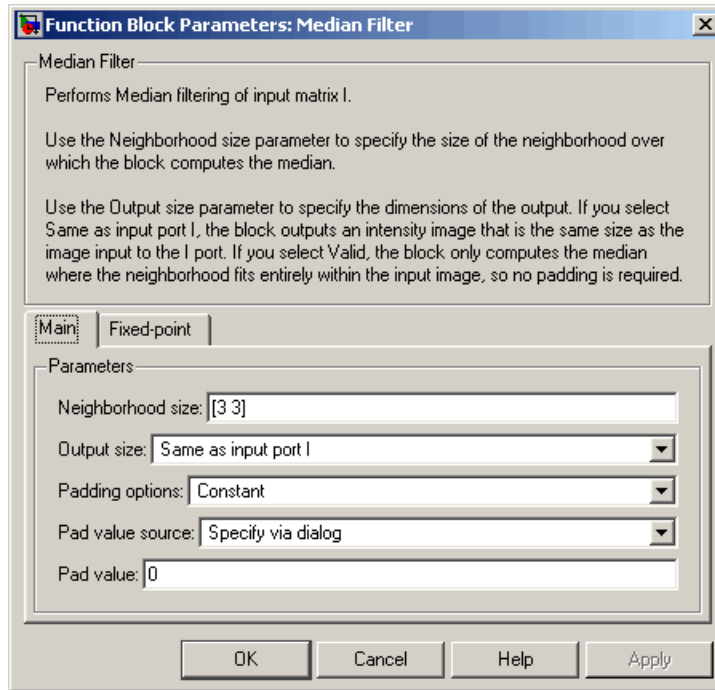 Function Block Parameters: Median Filter
Median Filter
Performs Median filtering of input matrix I.
Use the Neighborhood size parameter to specify the size of the neighborhood over
which the block computes the median.
Use the Output size parameter to specify the dimensions of the output. If you select
Same as input port I, the block outputs an intensity image that is the same size as the
image input to the I port. If you select Valid, the block only computes the median
where the neighborhood fits entirely within the input image, so no padding is required.
Main Fixed-point
Parameters
Neighborhood size: [3 3]
Output size: Same as input port I
Padding options: Constant
Pad value source: Specify via dialog
Pad value: 0
OK Cancel Help Apply